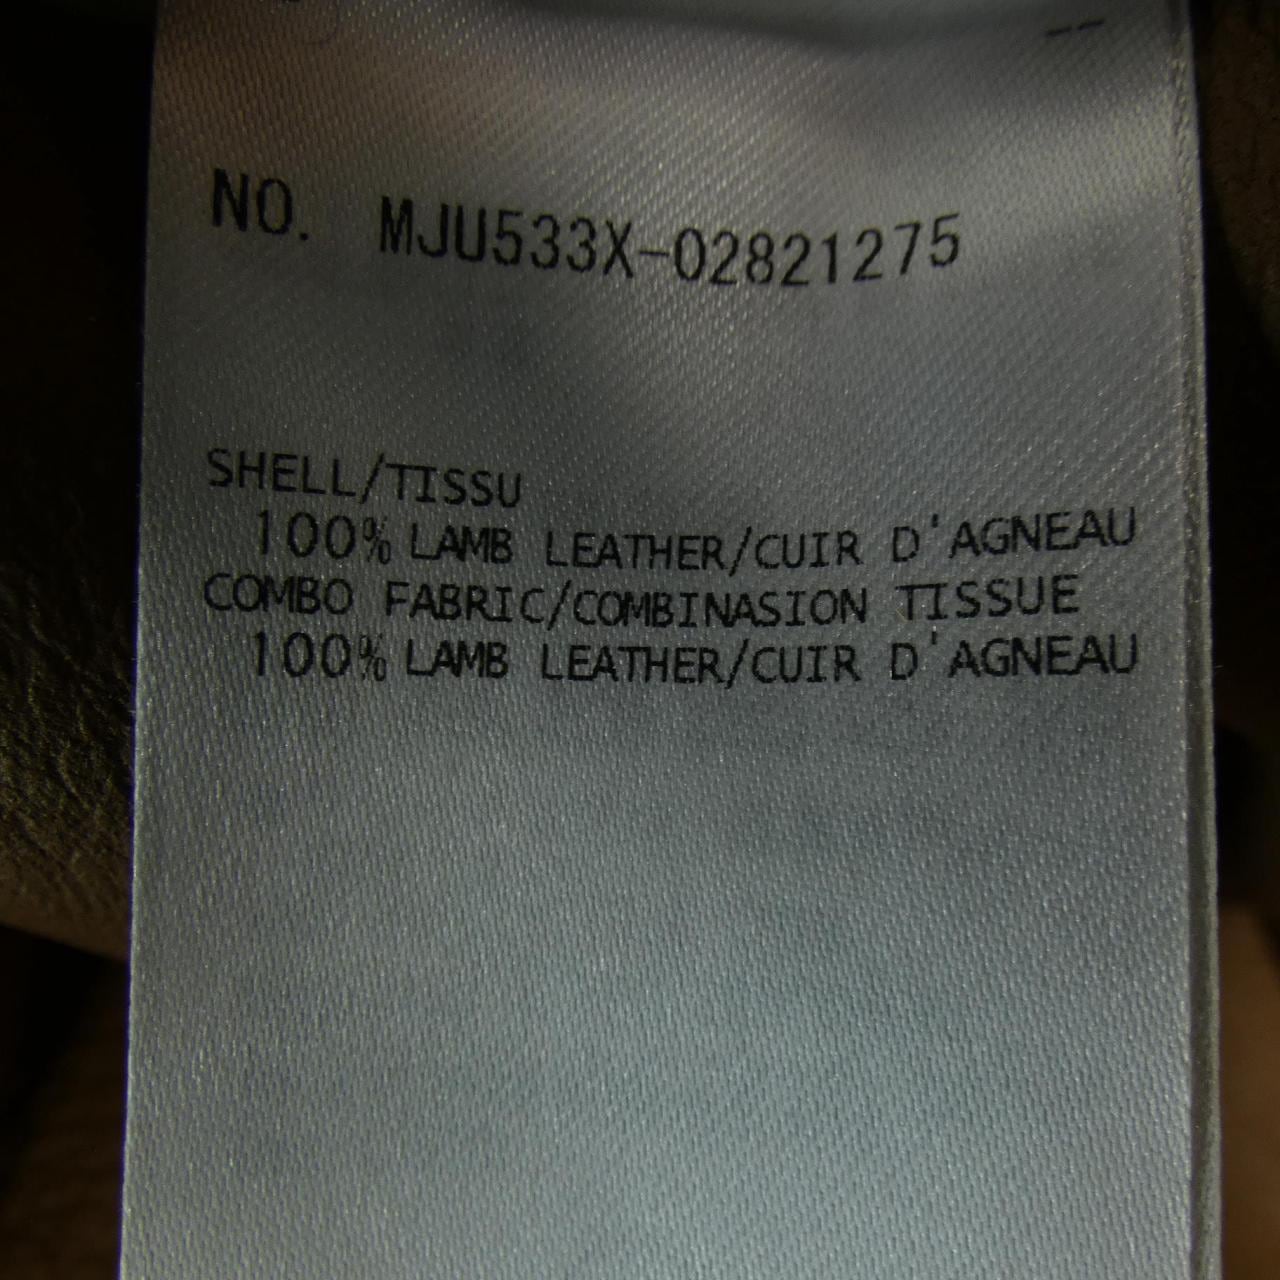 NO. MJU533X-02821275
SHELL/TISSU
100% LAMB LEATHER/CUIR D'AGNEAU
COMBO FABRIC/COMBINASION TISSUE
100% LAMB LEATHER/CUIR D'AGNEAU